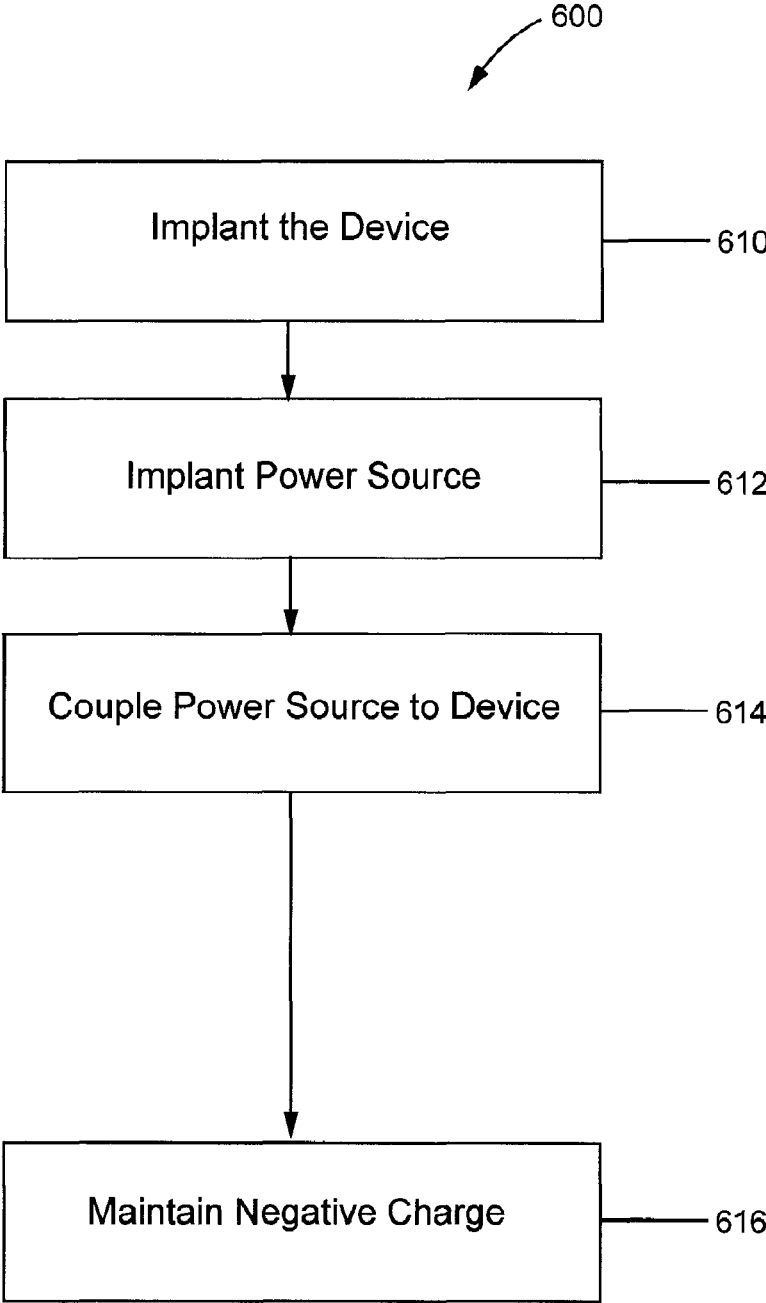 600
Implant the Device
610
Implant Power Source
612
Couple Power Source to Device
614
Maintain Negative Charge
616